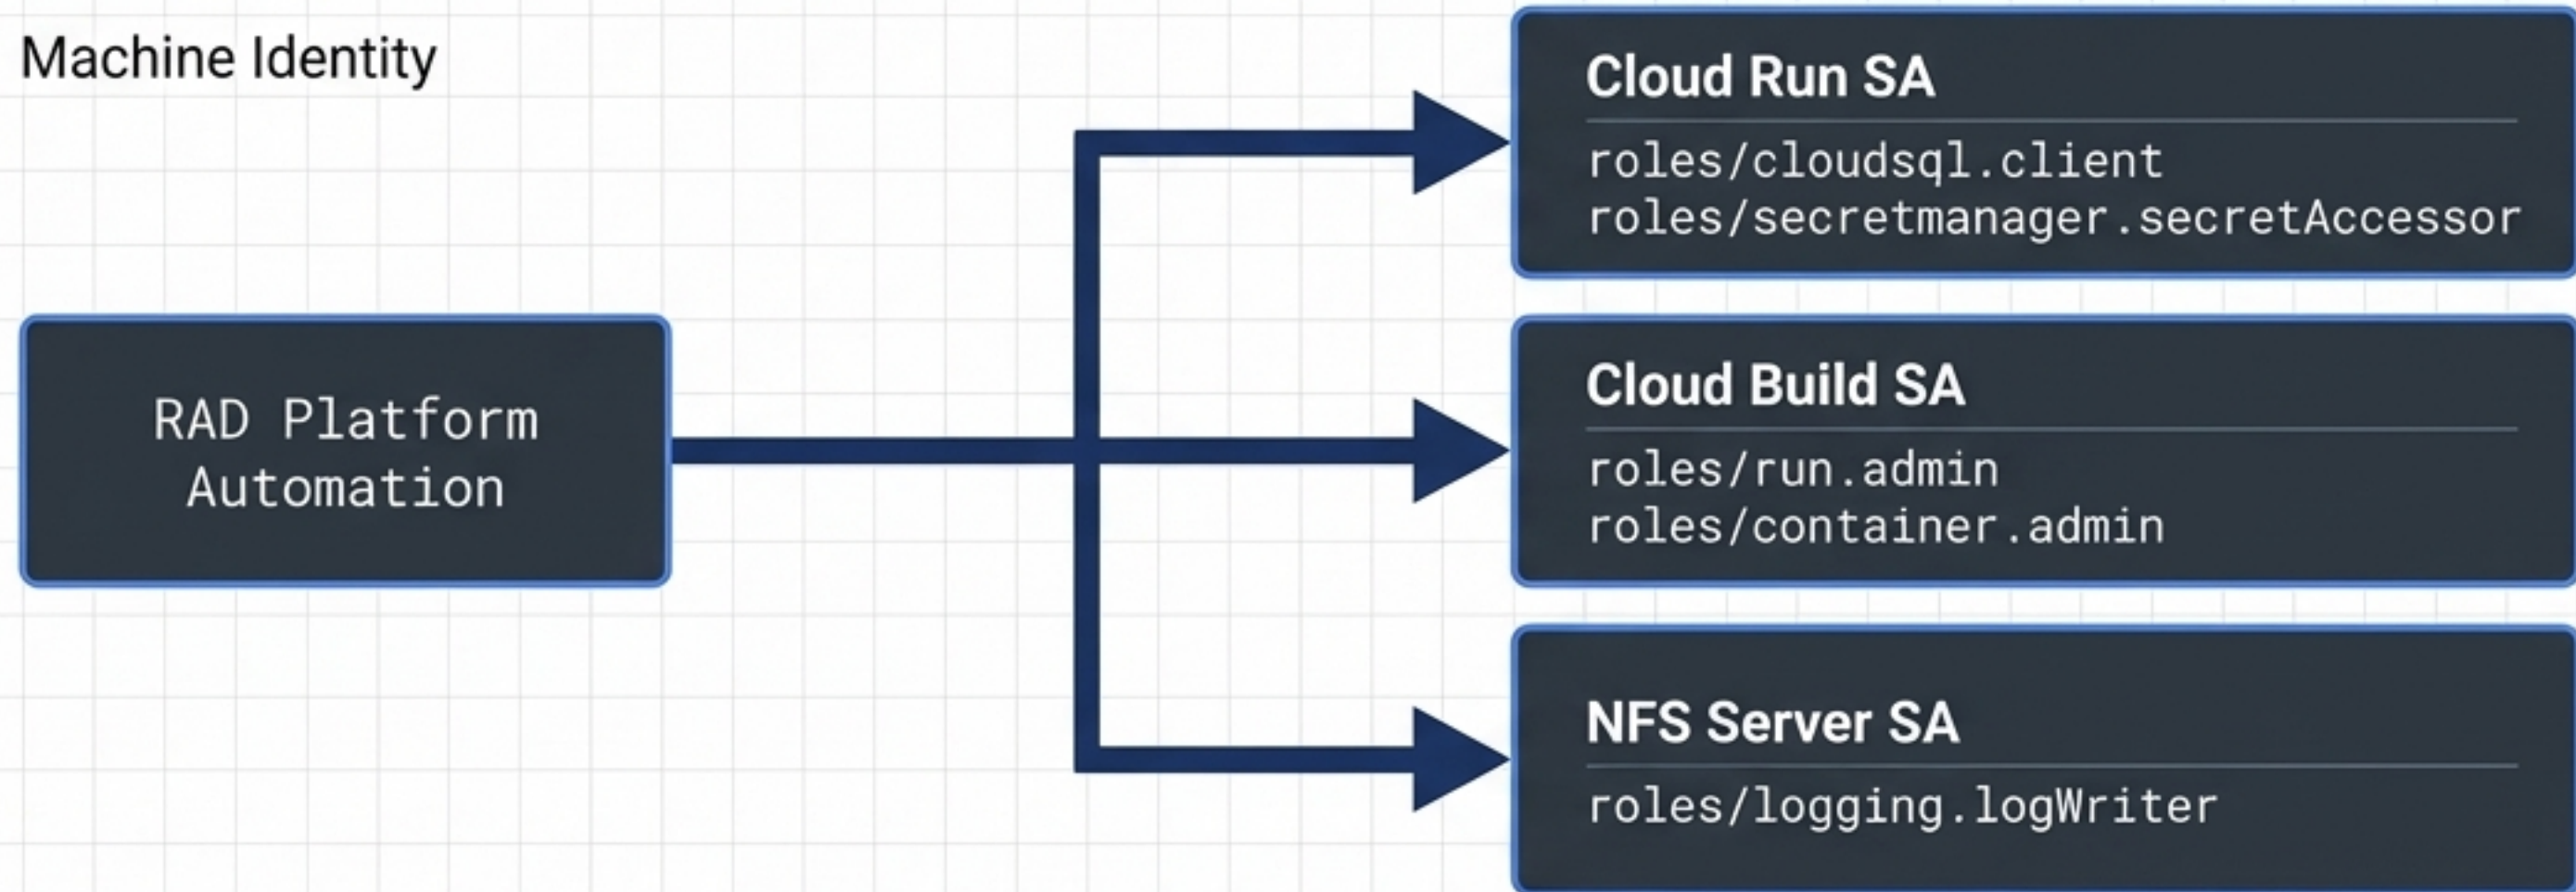 Machine Identity
RAD Platform
Automation
Cloud Run SA
roles/cloudsql.client
roles/secretmanager.secretAccessor
Cloud Build SA
roles/run.admin
roles/container.admin
NFS Server SA
roles/logging.logWriter